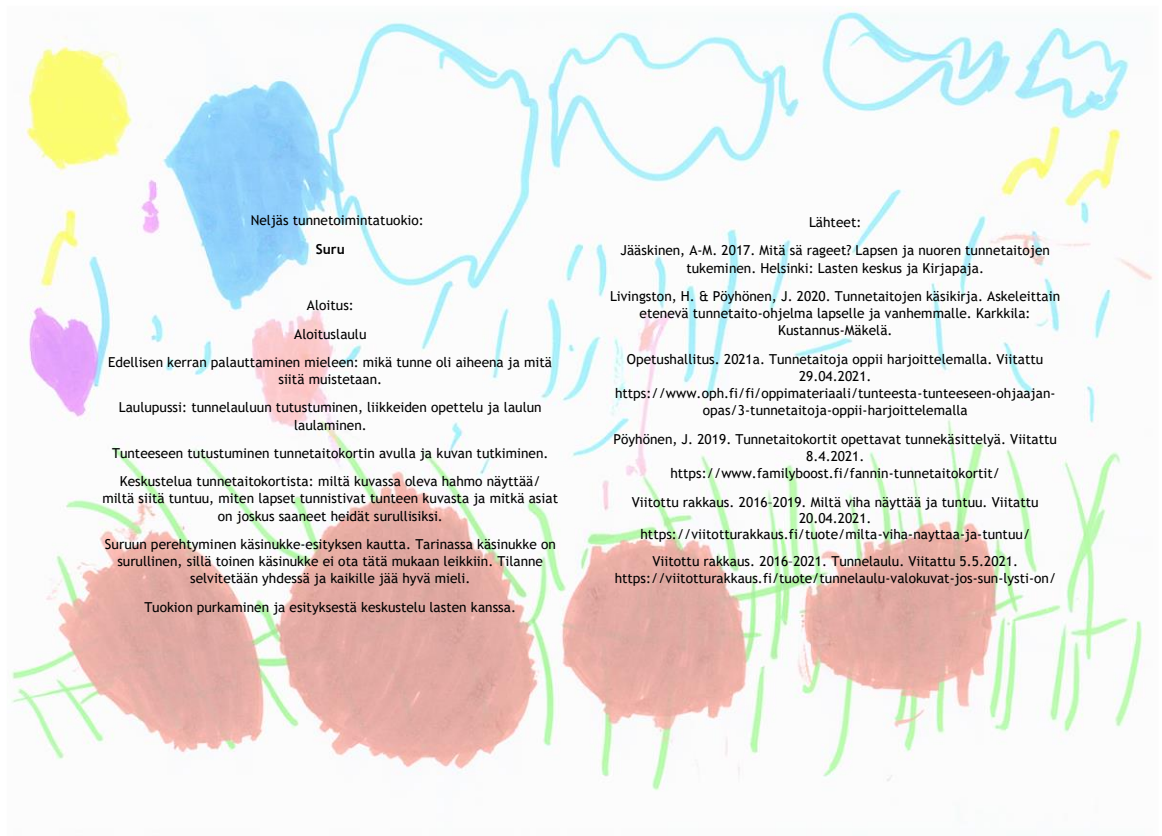 Neljäs tunnetoimintatuokio:
Suru
Aloitus:
Aloituslaulu
Edellisen kerran palauttaminen mieleen: mikä tunne oli aiheena ja mitä
siitä muistetaan.
Laulupussi: tunnelauluun tutustuminen, liikkeiden opettelu ja laulun
laulaminen.
Tunteeseen tutustuminen tunnetaitokortin avulla ja kuvan tutkiminen.
Keskustelua tunnetaitokortista: miltä kuvassa oleva hahmo näyttää/
miltä siitä tuntuu, miten lapset tunnistivat tunteen kuvasta ja mitkä asiat
on joskus saaneet heidät surullisiksi.
Suruun perehtyminen käsinukke-esityksen kautta. Tarinassa käsinukke on
surullinen, sillä toinen käsinukke ei ota tätä mukaan leikkiin. Tilanne
selvitetään yhdessä ja kaikille jää hyvä mieli.
Tuokion purkaminen ja esityksestä keskustelu lasten kanssa.
Lähteet:
Jääskinen, A-M. 2017. Mitä sä rageet? Lapsen ja nuoren tunnetaitojen
tukeminen. Helsinki: Lasten keskus ja Kirjapaja.
Livingston, H. & Pöyhönen, J. 2020. Tunnetaitojen käsikirja. Askeleittain
etenevä tunnetaito-ohjelma lapselle ja vanhemmalle. Karkkila:
Kustannus-Mäkelä.
Opetushallitus. 2021a. Tunnetaitoja oppii harjoittelemalla. Viitattu
29.04.2021.
https://www.oph.fi/fi/oppimateriaali/tunteesta-tunteeseen-ohjaajan-
opas/3-tunnetaitoja-oppii-harjoittelemalla
Pöyhönen, J. 2019. Tunnetaitokortit opettavat tunnekäsittelyä. Viitattu
8.4.2021.
https://www.familyboost.fi/fannin-tunnetaitokortit/
Viitottu rakkaus. 2016-2019. Miltä viha näyttää ja tuntuu. Viitattu
20.04.2021.
https://viitotturakkaus.fi/tuote/milta-viha-nayttaa-ja-tuntuu/
Viitottu rakkaus. 2016-2021. Tunnelaulu. Viitattu 5.5.2021.
https://viitotturakkaus.fi/tuote/tunnelaulu-valokuvat-jos-sun-lysti-on/